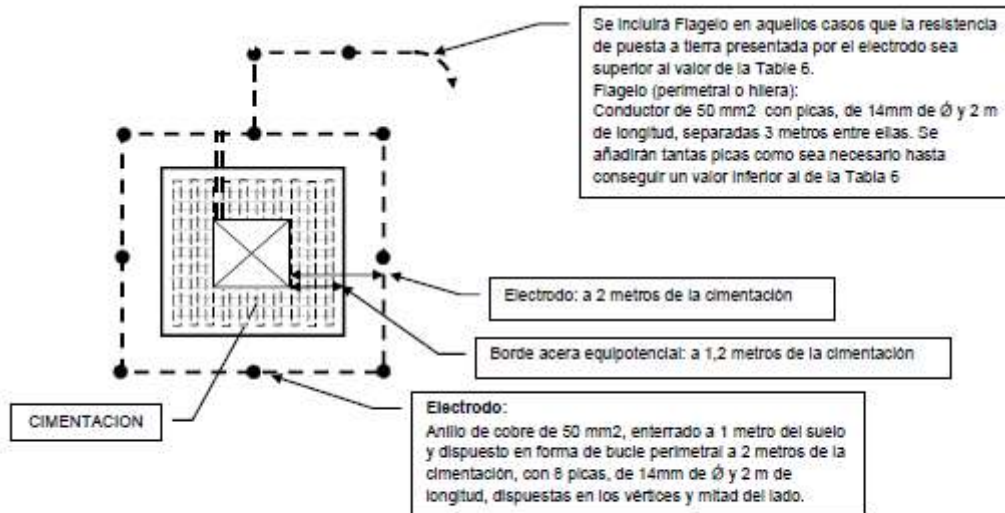 Se incluirá Flagelo en aquellos casos que la resistencia
de puesta a tierra presentada por el electrodo sea
superior al valor de la Table 6.
Flagelo (perimetral o hilera):
Conductor de 50 mm2 con picas, de 14mm de Ǿ y 2 m
de longitud, separadas 3 metros entre ellas. Se
añadirán tantas picas como sea necesario hasta
conseguir un valor inferior al de la Tabla 6
Electrodo: a 2 metros de la cimentación
Borde acera equipotencial: a 1,2 metros de la cimentación
CIMENTACION
Electrodo:
Anillo de cobre de 50 mm2, enterrado a 1 metro del suelo
y dispuesto en forma de bucle perimetral a 2 metros de la
cimentación, con 8 picas, de 14mm de Ǿ y 2 m de
longitud, dispuestas en los vértices y mitad del lado.